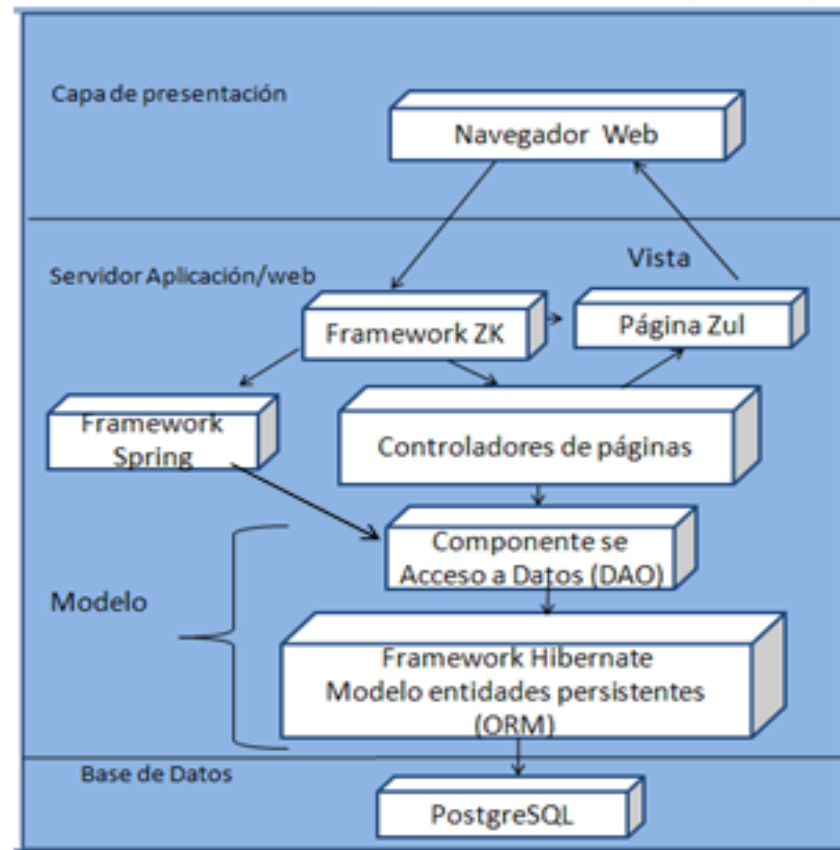 Capa de presentación
Navegador Web
Vista
Servidor Aplicación/web
Framework ZK
Página Zul
Framework
Spring
Controladores de páginas
Componente se
Acceso a Datos (DAO)
Modelo
Framework Hibernate
Modelo entidades persistentes
(ORM)
Base de Datos
PostgreSQL